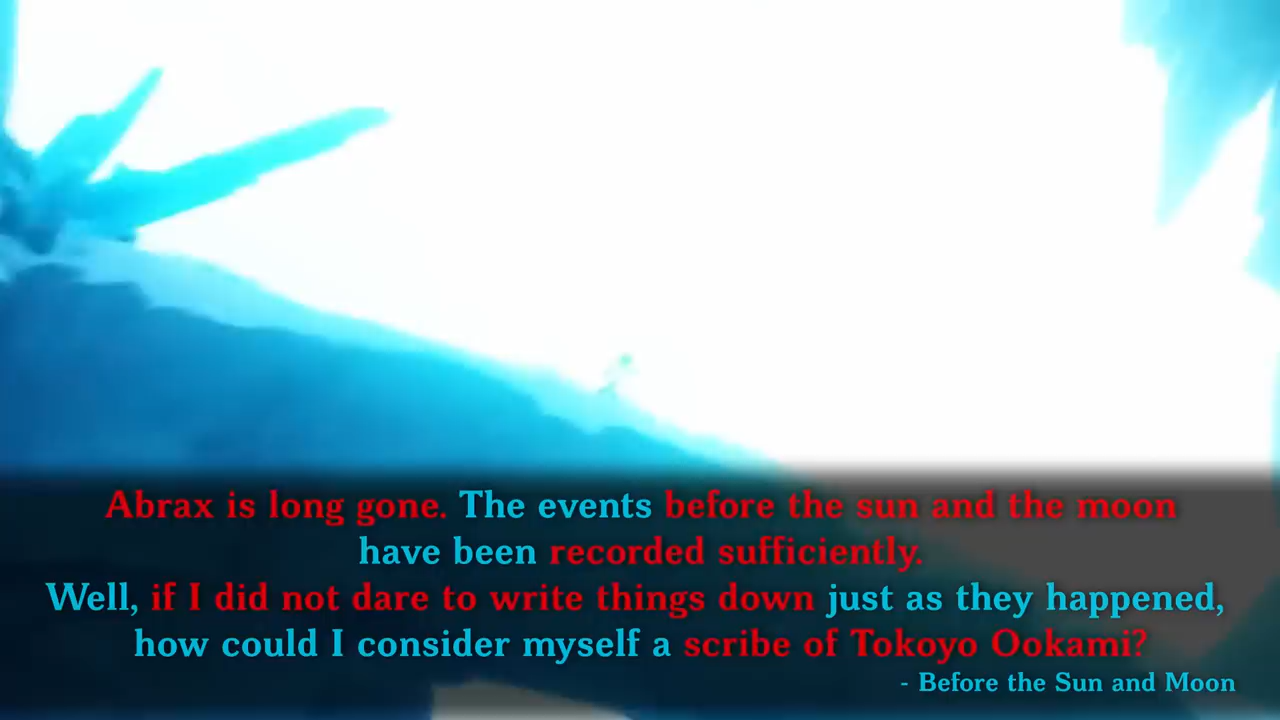 Abrax is long gone. The events before the sun and the moon
have been recorded sufficiently.
Well, if I did not dare to write things down just as they happened,
how could I consider myself a scribe of Tokoyo Ookami?
- Before the Sun and Moon